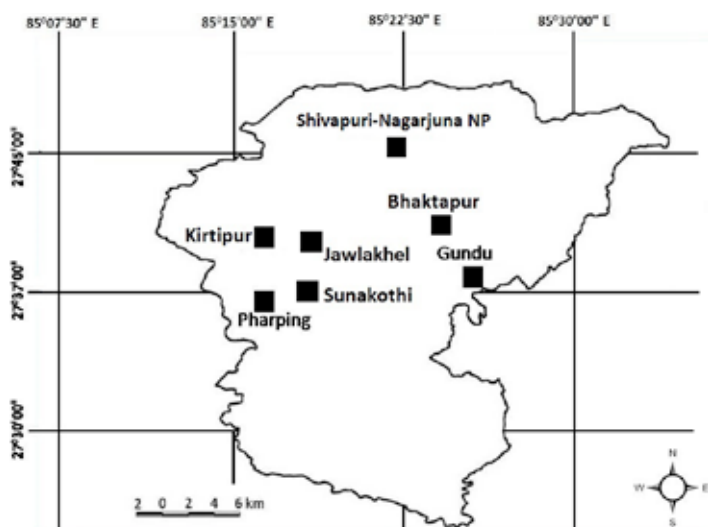 85°07'30" E 85°15'00" E 85°22'30" E 85°30'00" E
27°45'00" N
27°37'00" N
27°30'00" N
Shivapuri-Nagarjuna NP
Bhaktapur
Kirtipur
Jawlakhel
Gundu
Sunakothi
Pharping
2 0 2 4 6 km
N
W E
S